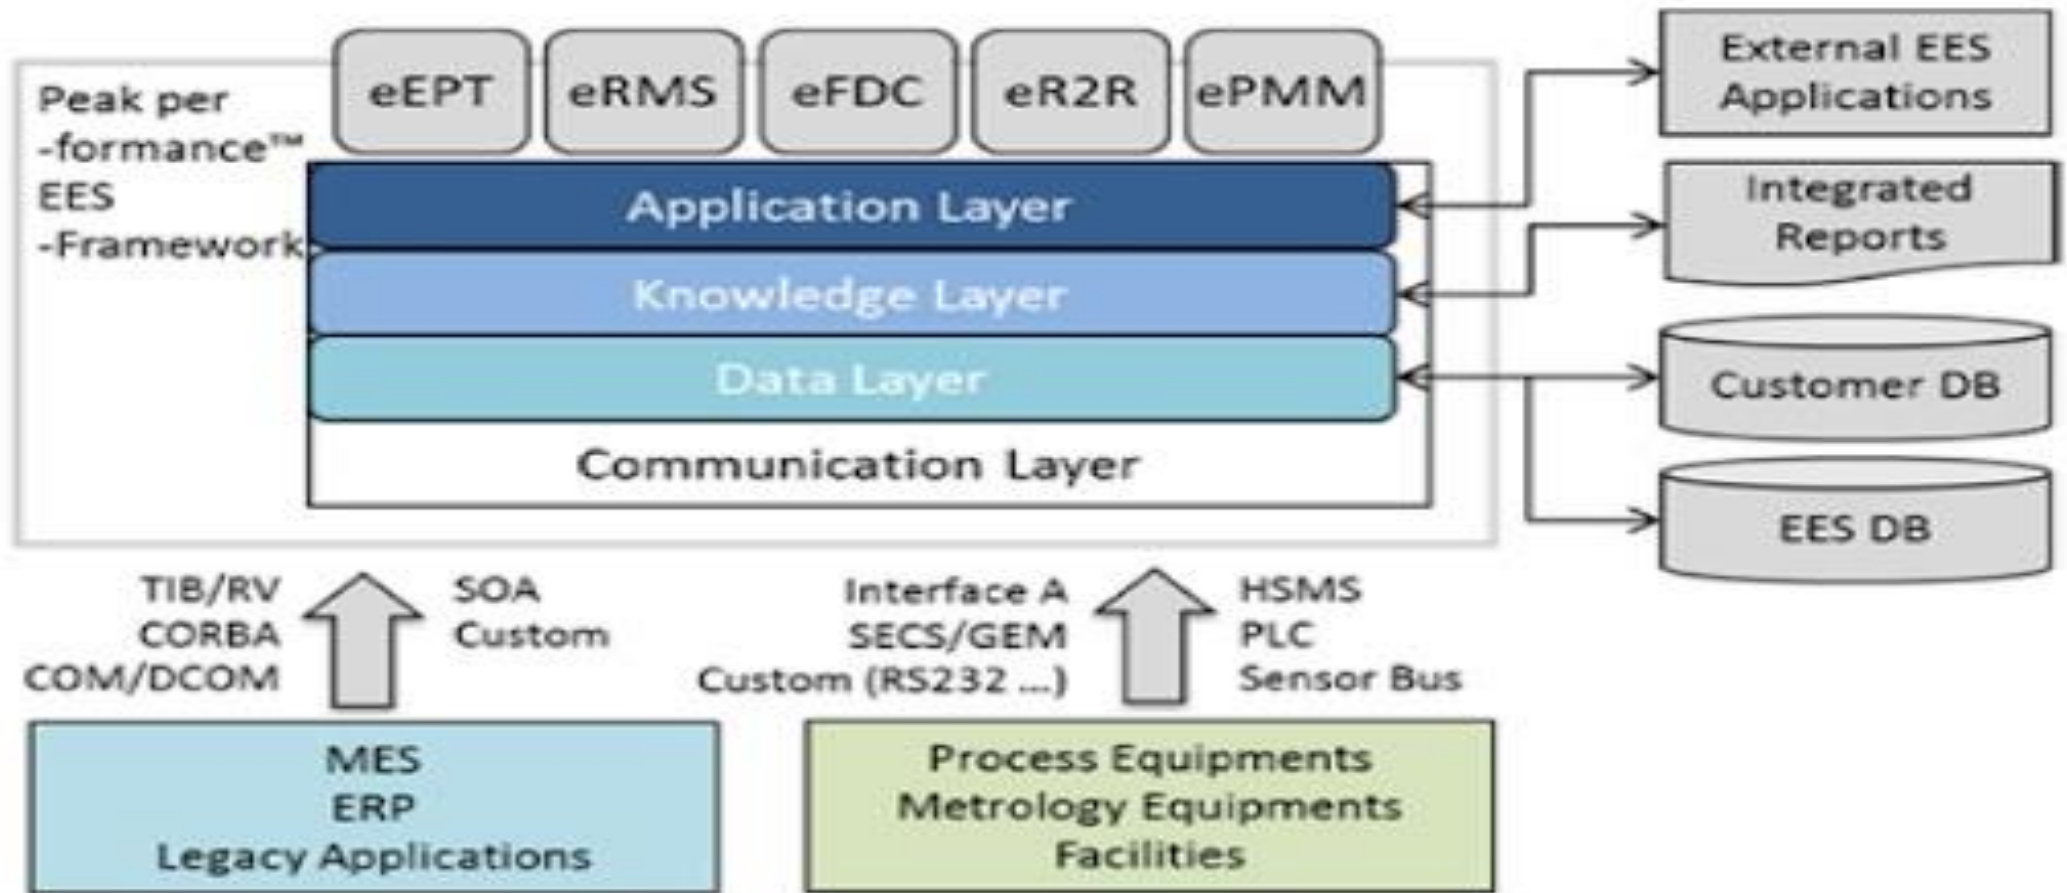 Peak per
-formance™
EES
-Framework
eEPT
eRMS
eFDC
eR2R
ePMM
Application Layer
Knowledge Layer
Data Layer
Communication Layer
External EES
Applications
Integrated
Reports
Customer DB
EES DB
TIB/RV
CORBA
COM/DCOM
SOA
Custom
Interface A
SECS/GEM
Custom (RS232 ...)
HSMS
PLC
Sensor Bus
MES
ERP
Legacy Applications
Process Equipments
Metrology Equipments
Facilities